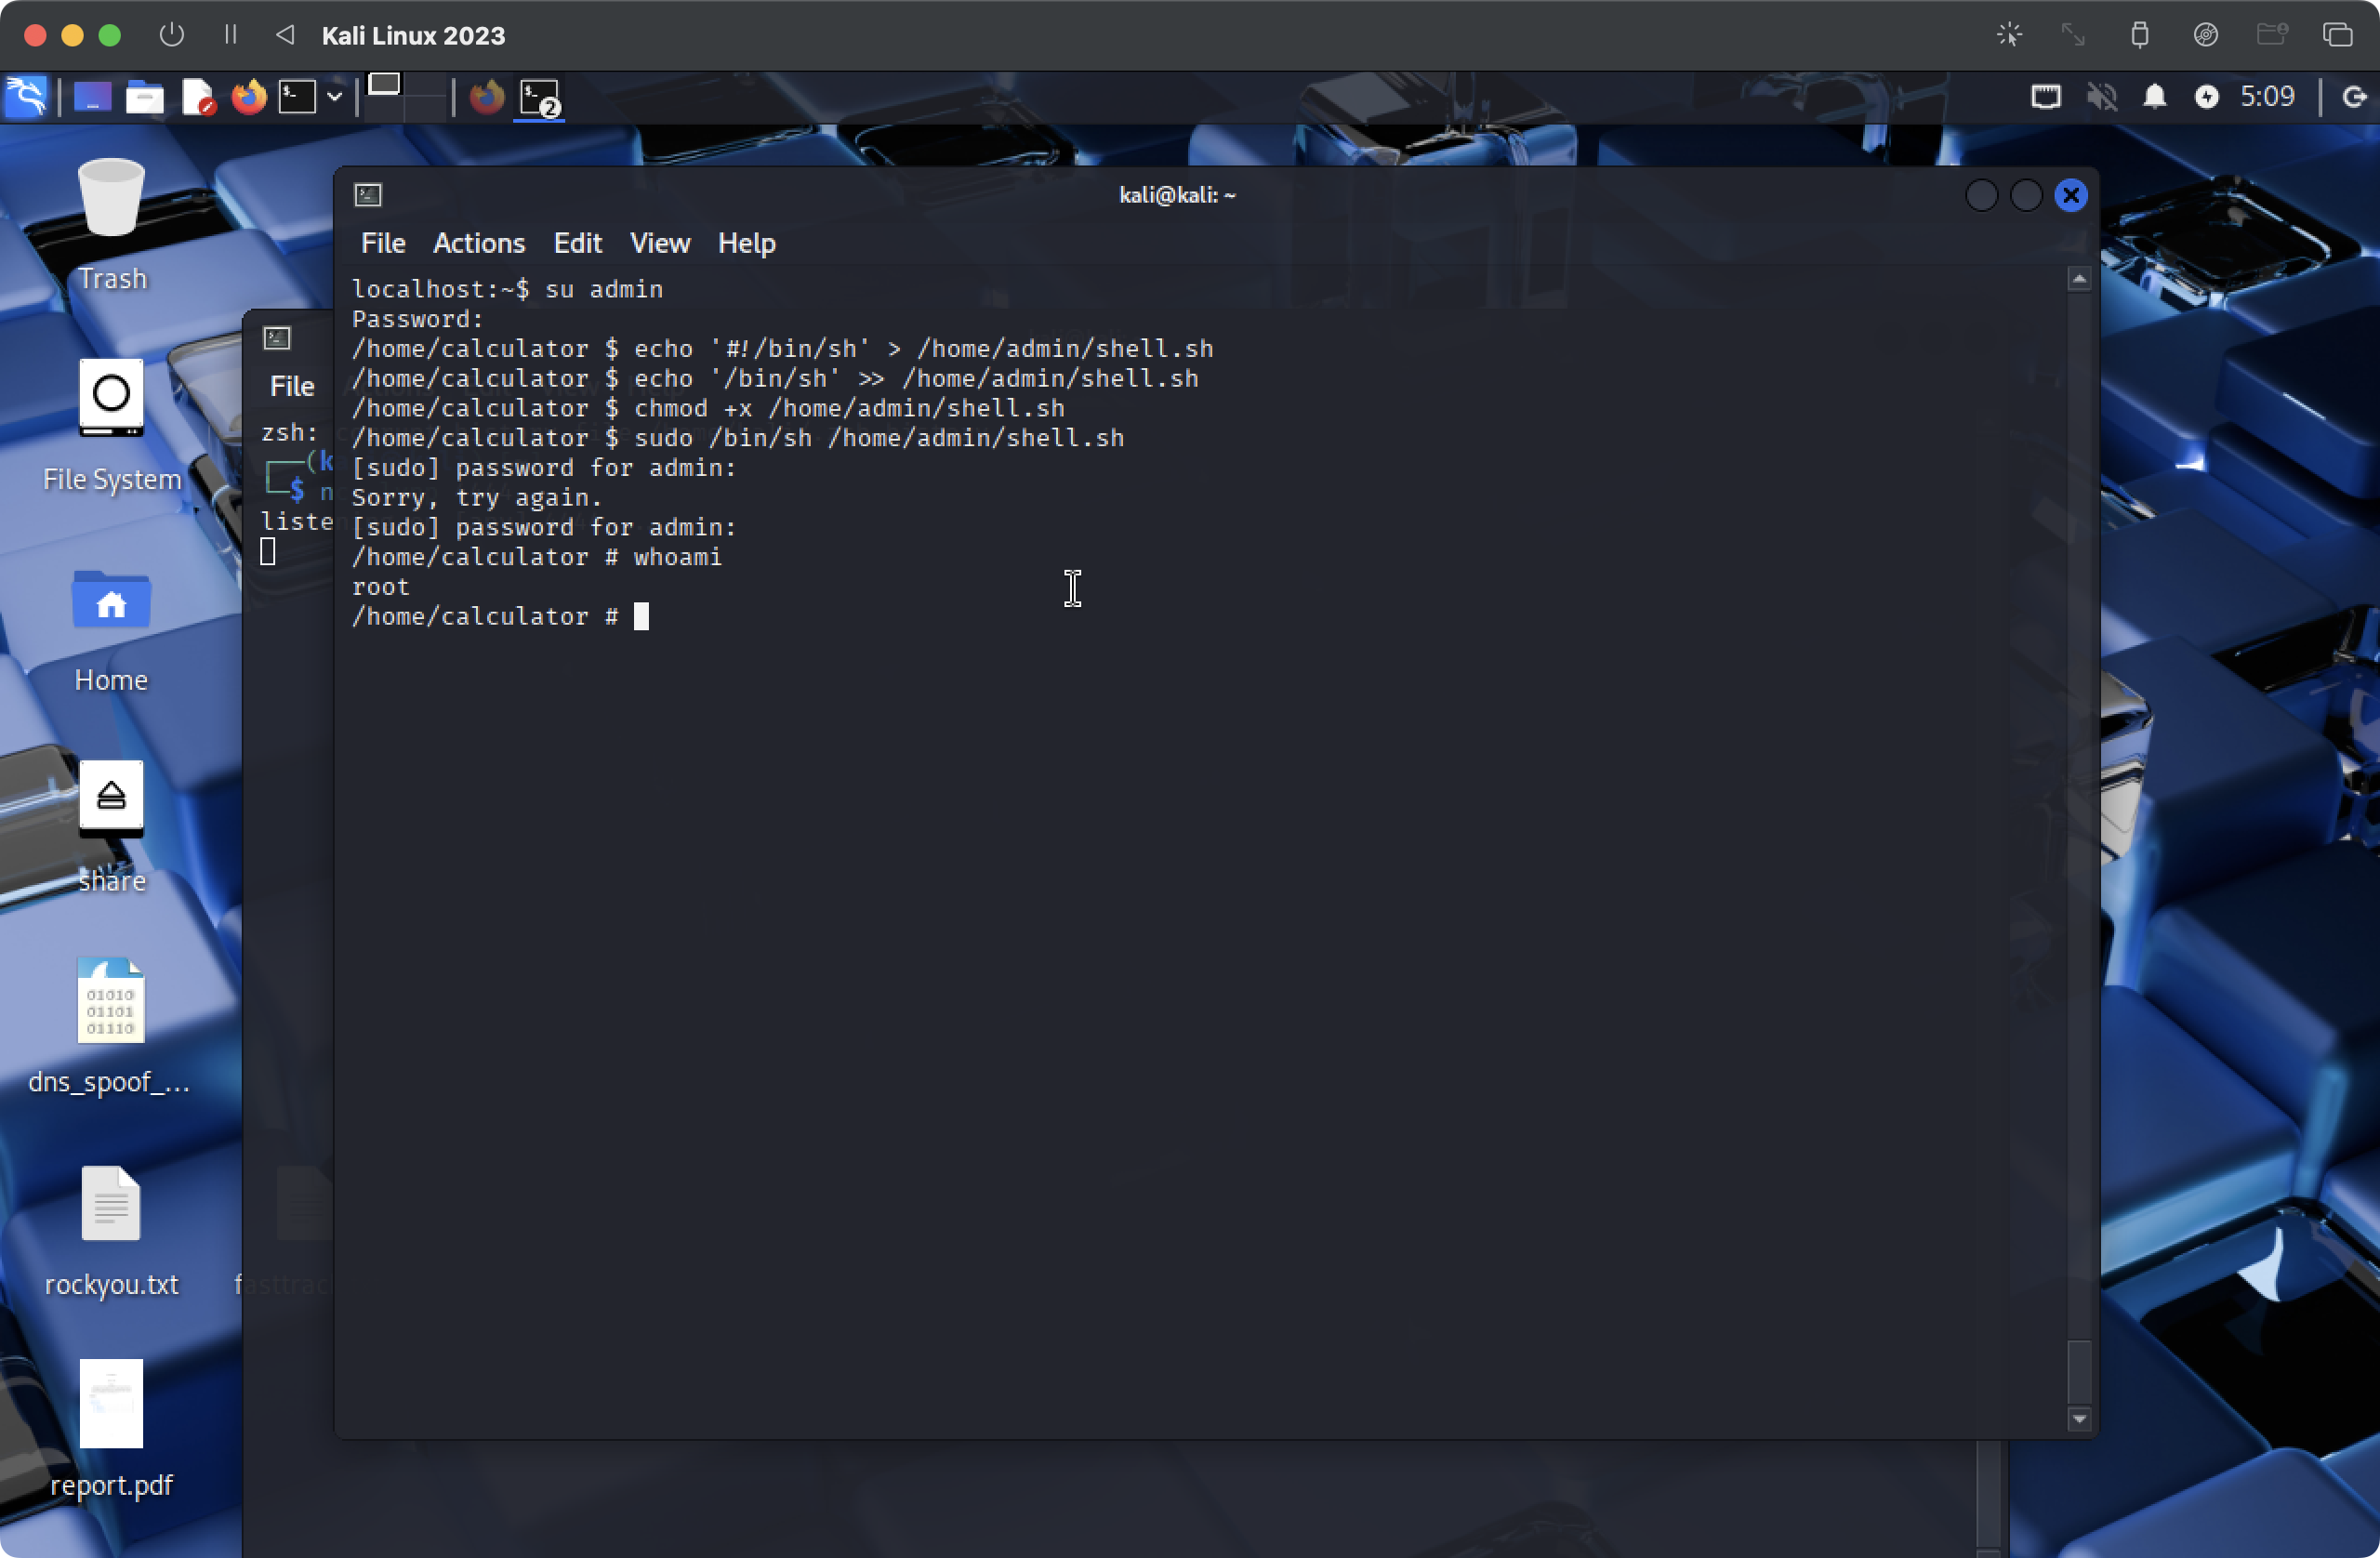 Kali Linux 2023
5:09
2
Trash
File System
Home
share
01010
01101
01110
dns_spoof_...
rockyou.txt
fasttrac
report.pdf
File
zsh:
(k
$ n
liste
kali@kali: ~
File Actions Edit View Help
localhost:~$ su admin
Password:
/home/calculator $ echo '#!/bin/sh' > /home/admin/shell.sh
/home/calculator $ echo '/bin/sh' >> /home/admin/shell.sh
/home/calculator $ chmod +x /home/admin/shell.sh
/home/calculator $ sudo /bin/sh /home/admin/shell.sh
[sudo] password for admin:
Sorry, try again.
[sudo] password for admin:
/home/calculator # whoami
root
/home/calculator #